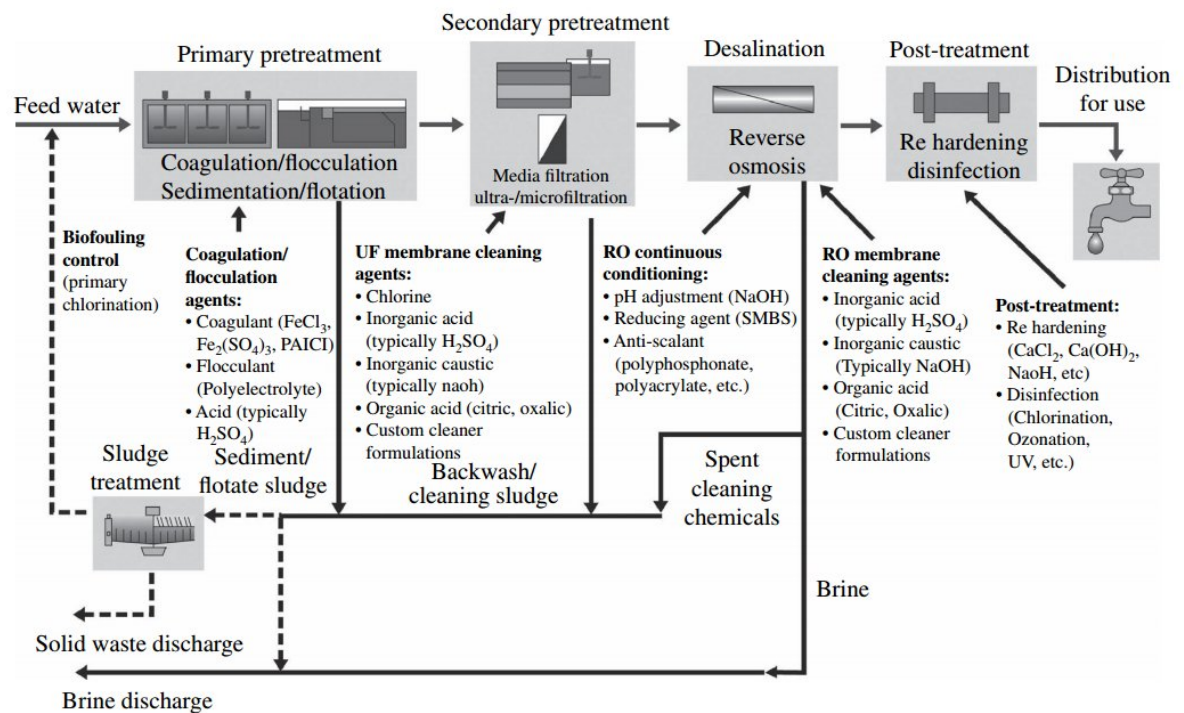 Primary pretreatment
Secondary pretreatment
Desalination
Post-treatment
Distribution
for use
Feed water
Coagulation/flocculation
Sedimentation/flotation
Media filtration
ultra-/microfiltration
Reverse
osmosis
Re hardening
disinfection
Biofouling
control
(primary
chlorination)
Coagulation/
flocculation
agents:
• Coagulant (FeCl3,
Fe2(SO4)3, PAICI)
• Flocculant
(Polyelectrolyte)
• Acid (typically
H2SO4)
UF membrane cleaning
agents:
• Chlorine
• Inorganic acid
(typically H2SO4)
• Inorganic caustic
(typically naoh)
• Organic acid (citric, oxalic)
• Custom cleaner
formulations
RO continuous
conditioning:
• pH adjustment (NaOH)
• Reducing agent (SMBS)
• Anti-scalant
(polyphosphonate,
polyacrylate, etc.)
RO membrane
cleaning agents:
• Inorganic acid
(typically H2SO4)
• Inorganic caustic
(Typically NaOH)
• Organic acid
(Citric, Oxalic)
• Custom cleaner
formulations
Post-treatment:
• Re hardening
(CaCl2, Ca(OH)2,
NaoH, etc)
• Disinfection
(Chlorination,
Ozonation,
UV, etc.)
Sludge
treatment
Sediment/
flotate sludge
Backwash/
cleaning sludge
Spent
cleaning
chemicals
Brine
Solid waste discharge
Brine discharge